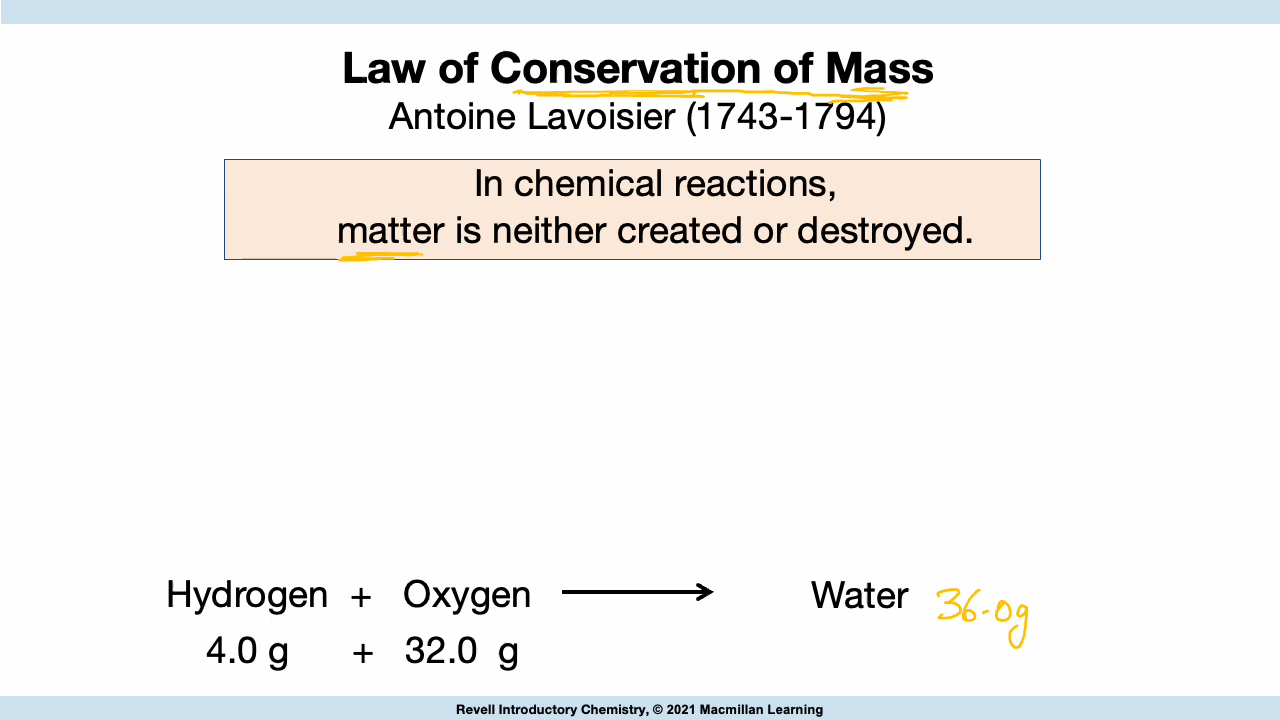 Law of Conservation of Mass
Antoine Lavoisier (1743-1794)
In chemical reactions,
matter is neither created or destroyed.
Hydrogen + Oxygen ⟶ Water 36.0g
4.0 g + 32.0 g
Revell Introductory Chemistry, © 2021 Macmillan Learning